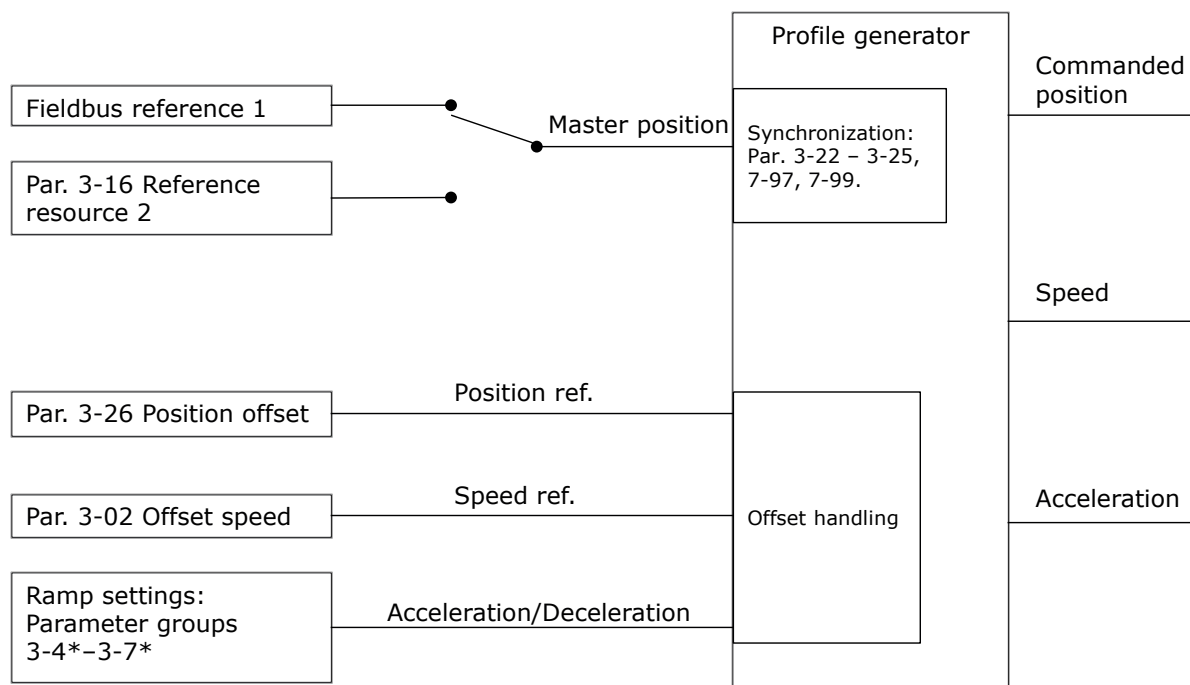 Profile generator
Commanded
position
Fieldbus reference 1
Master position
Synchronization:
Par. 3-22 – 3-25,
7-97, 7-99.
Par. 3-16 Reference
resource 2
Speed
Position ref.
Par. 3-26 Position offset
Speed ref.
Par. 3-02 Offset speed
Offset handling
Acceleration
Ramp settings:
Parameter groups
3-4*–3-7*
Acceleration/Deceleration